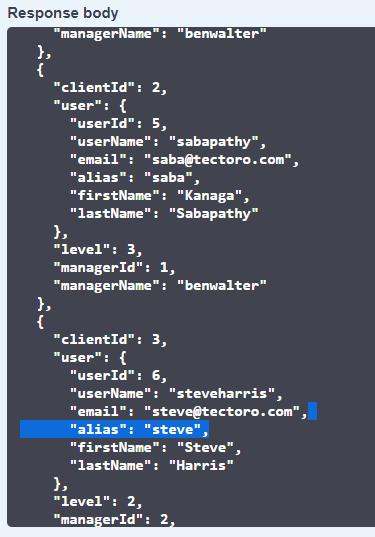 Response body
"managerName": "benwalter"
},
{
"clientId": 2,
"user": {
"userId": 5,
"userName": "sabapathy",
"email": "saba@tectoro.com",
"alias": "saba",
"firstName": "Kanaga",
"lastName": "Sabapathy"
},
"level": 3,
"managerId": 1,
"managerName": "benwalter"
},
{
"clientId": 3,
"user": {
"userId": 6,
"userName": "steveharris",
"email": "steve@tectoro.com",
"alias": "steve",
"firstName": "Steve",
"lastName": "Harris"
},
"level": 2,
"managerId": 2,